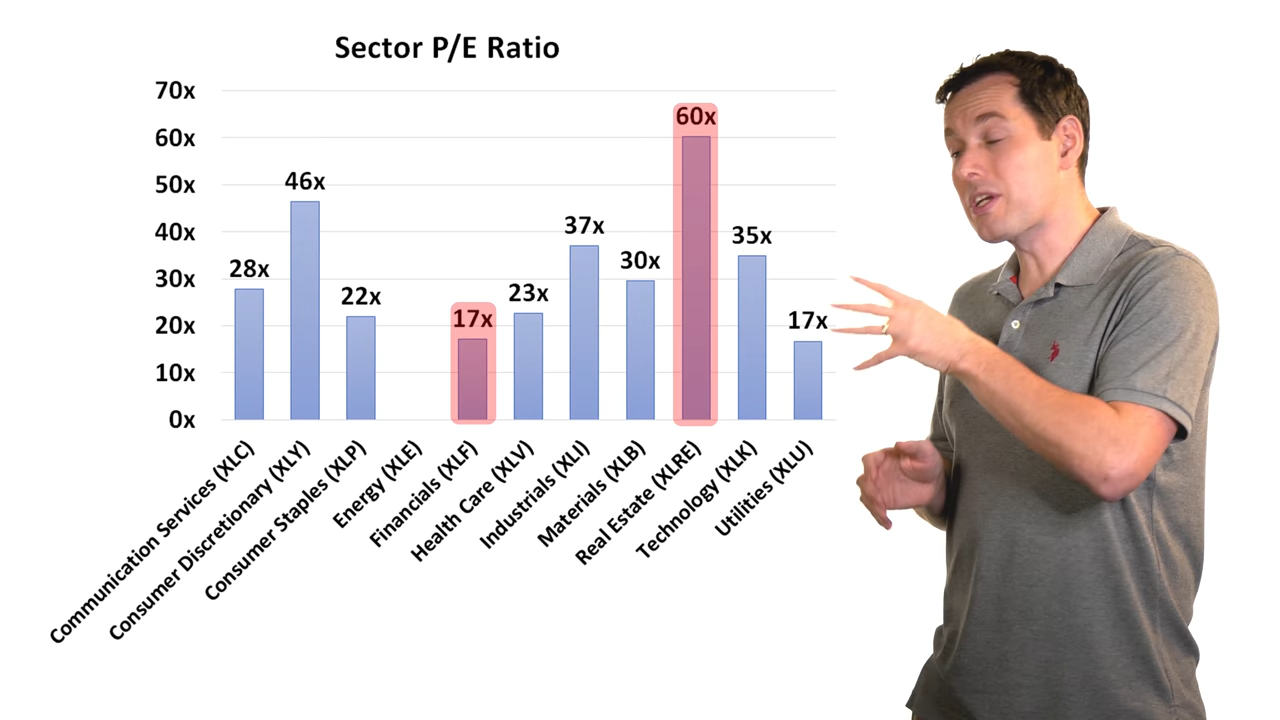 Sector P/E Ratio
70x
60x
50x
40x
30x
20x
10x
0x
28x
46x
22x
17x
23x
37x
30x
60x
35x
17x
Communication Services (XLC)
Consumer Discretionary (XLY)
Consumer Staples (XLP)
Energy (XLE)
Financials (XLF)
Health Care (XLV)
Industrials (XLI)
Materials (XLB)
Real Estate (XLRE)
Technology (XLK)
Utilities (XLU)